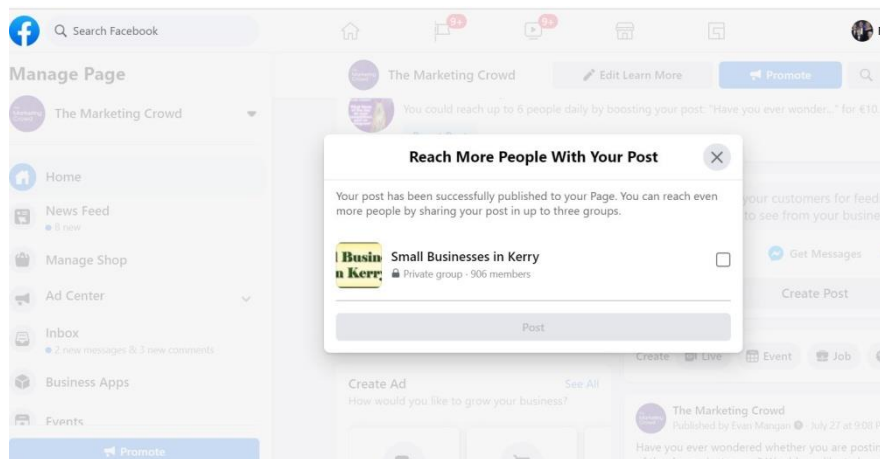 Search Facebook
9+
9+
Manage Page
The Marketing Crowd
Home
News Feed
8 new
Manage Shop
Ad Center
Inbox
2 new messages & 3 new comments
Business Apps
Events
Promote
The Marketing Crowd
Edit Learn More
Promote
You could reach up to 6 people daily by boosting your post. "Have you ever wonder..." for €10
Reach More People With Your Post
Your post has been successfully published to your Page. You can reach even
more people by sharing your post in up to three groups.
Busin
n Kerry
Small Businesses in Kerry
Private group · 906 members
Post
your customers for feed
to see from your busine
Get Messages
Create Post
Create
Live
Event
Job
Create Ad
See All
How would you like to grow your business?
The Marketing Crowd
Published by Evan Mangan · July 27 at 9:08 P
Have you ever wondered whether you are postin